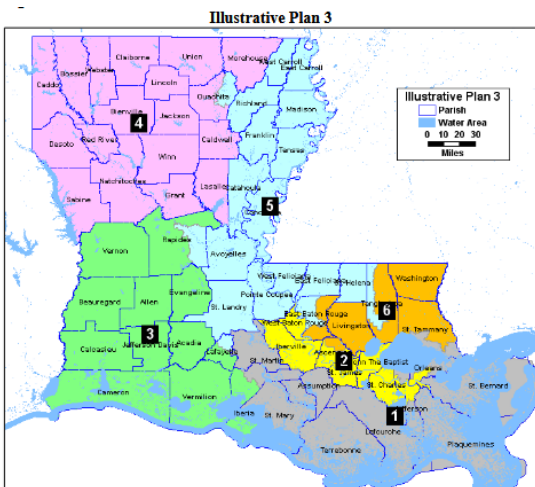 Illustrative Plan 3
Illustrative Plan 3
Parish
Water Area
0 10 20 30
Miles
Claiborne
Union
Morehouse
West Carroll
East Carroll
Caddo
Bossier
Webster
Lincoln
Ouachita
Richland
Madison
Bienville
Jackson
4
Franklin
Tensas
Desoto
Red River
Caldwell
Winn
Natchitoches
Lasalle
Catahoula
Sabine
Grant
5
Vernon
Rapides
Avoyelles
West Feliciana
East Feliciana
St. Helena
Washington
Beauregard
Allen
Evangeline
St. Landry
Pointe Coupee
East Baton Rouge
West Baton Rouge
Livingston
6
St. Tammany
Calcasieu
3
Jefferson Davis
Acadia
Lafayette
St. Martin
Iberville
2
St. James
St. Charles
Orleans
St. Bernard
Cameron
Vermilion
Iberia
St. Mary
Assumption
1
Lafourche
Terrebonne
Plaquemines